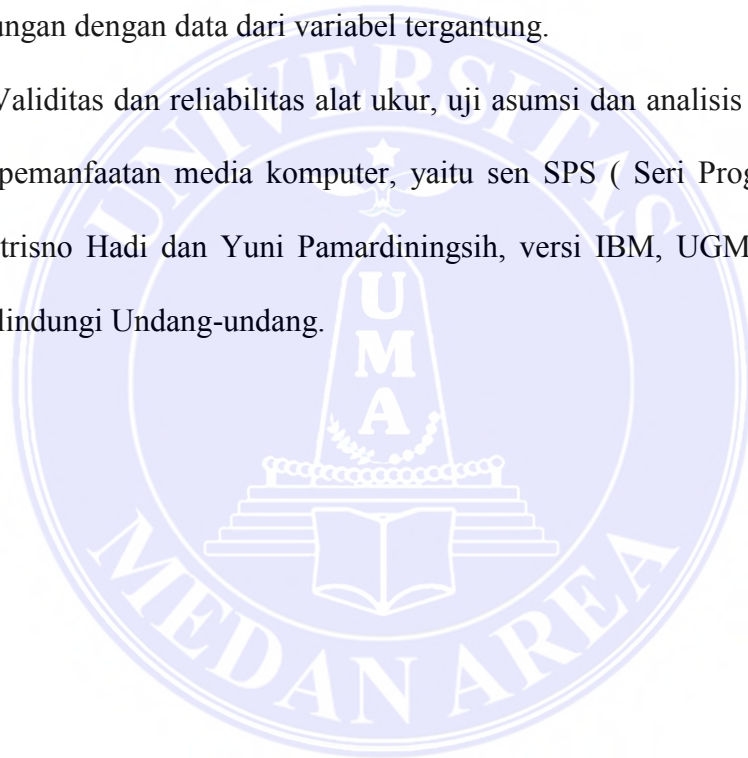 ungan dengan data dari variabel tergantung.
Validitas dan reliabilitas alat ukur, uji asumsi dan analisis
pemanfaatan media komputer, yaitu sen SPS ( Seri Prog
trisno Hadi dan Yuni Pamardiningsih, versi IBM, UGM
lindungi Undang-undang.
UNIVERSITAS
UMA
MEDAN AREA